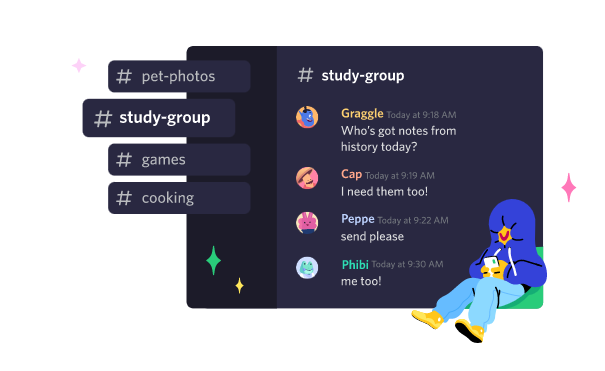 # pet-photos
# study-group
# games
# cooking
# study-group
Graggle Today at 9:18 AM
Who's got notes from
history today?
Cap Today at 9:19 AM
I need them too!
Peppe Today at 9:22 AM
send please
Phibi Today at 9:30 AM
me too!